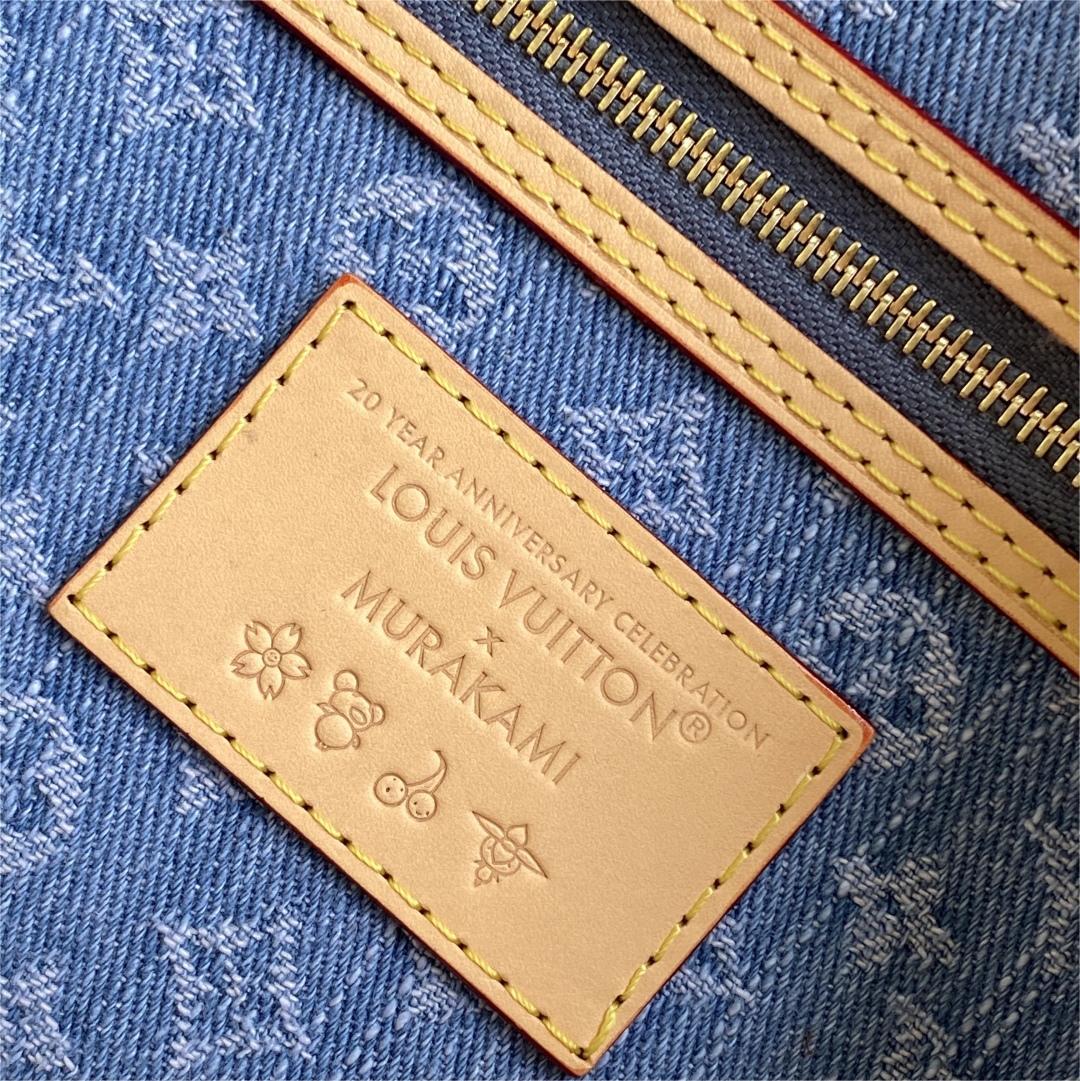 20 YEAR ANNIVERSARY CELEBRATION
LOUIS VUITTON®
×
MURAKAMI